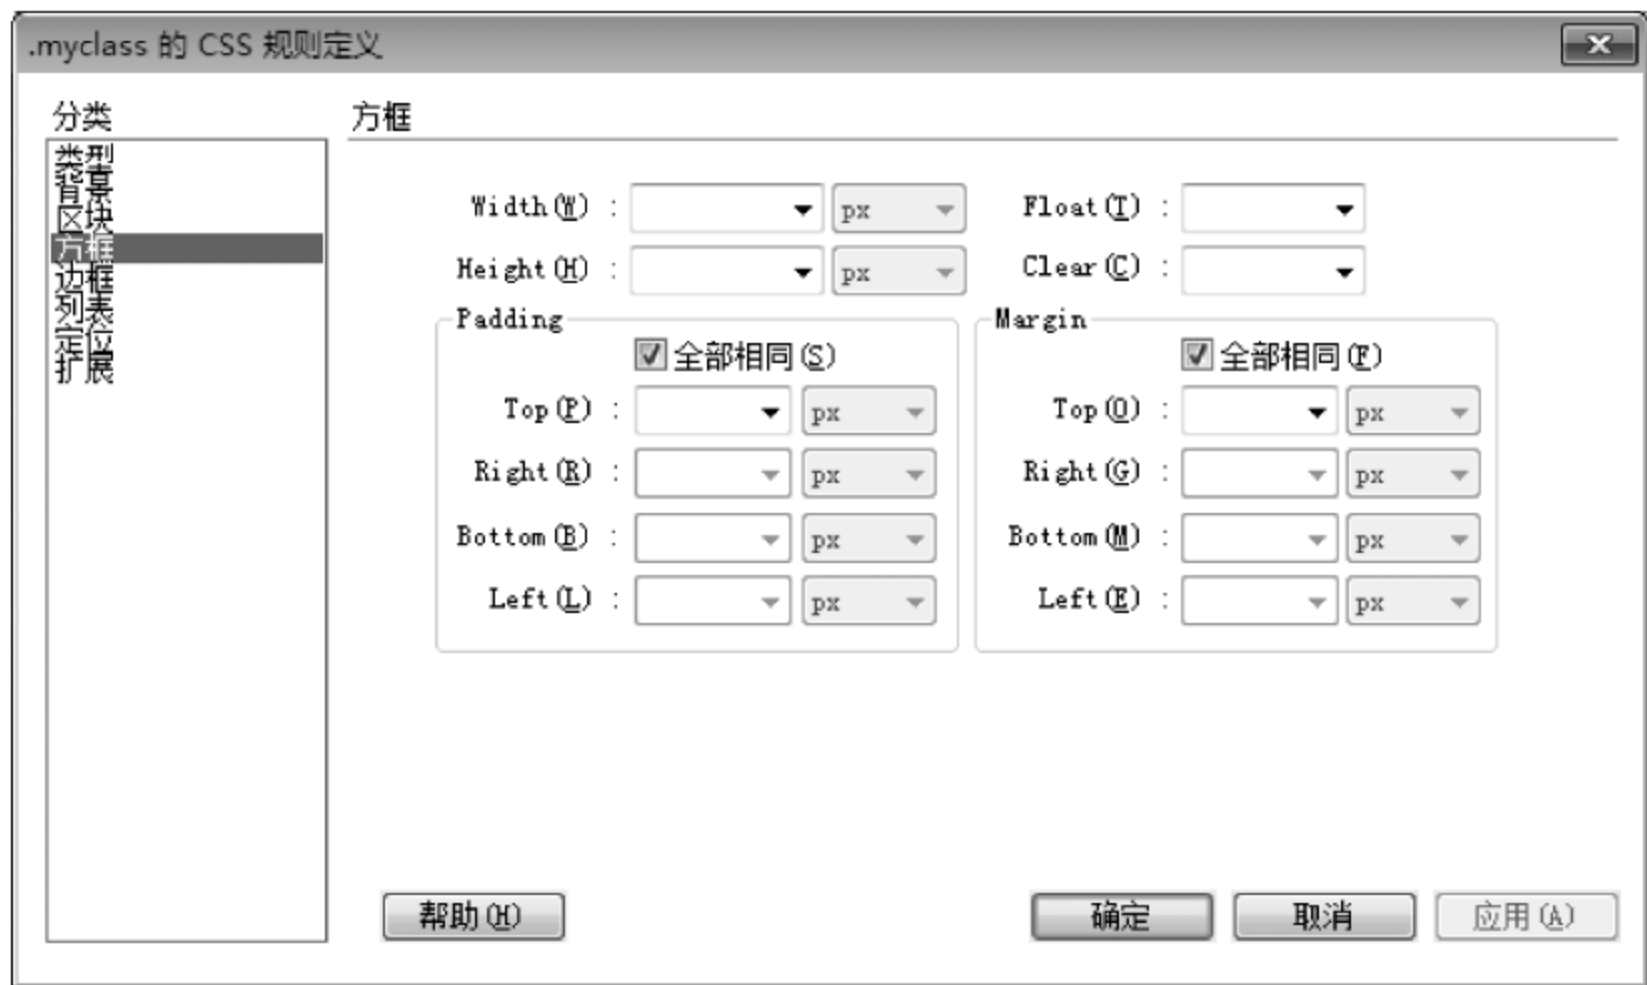 .myclass 的 CSS 规则定义
分类
类型
背景
区块
方框
边框
列表
定位
扩展
方框
Width(W) : px
Float(T) :
Height(H) : px
Clear(C) :
Padding
全部相同(S)
Top(P) : px
Right(R) : px
Bottom(B) : px
Left(L) : px
Margin
全部相同(F)
Top(O) : px
Right(G) : px
Bottom(M) : px
Left(E) : px
帮助(H)
确定
取消
应用(A)